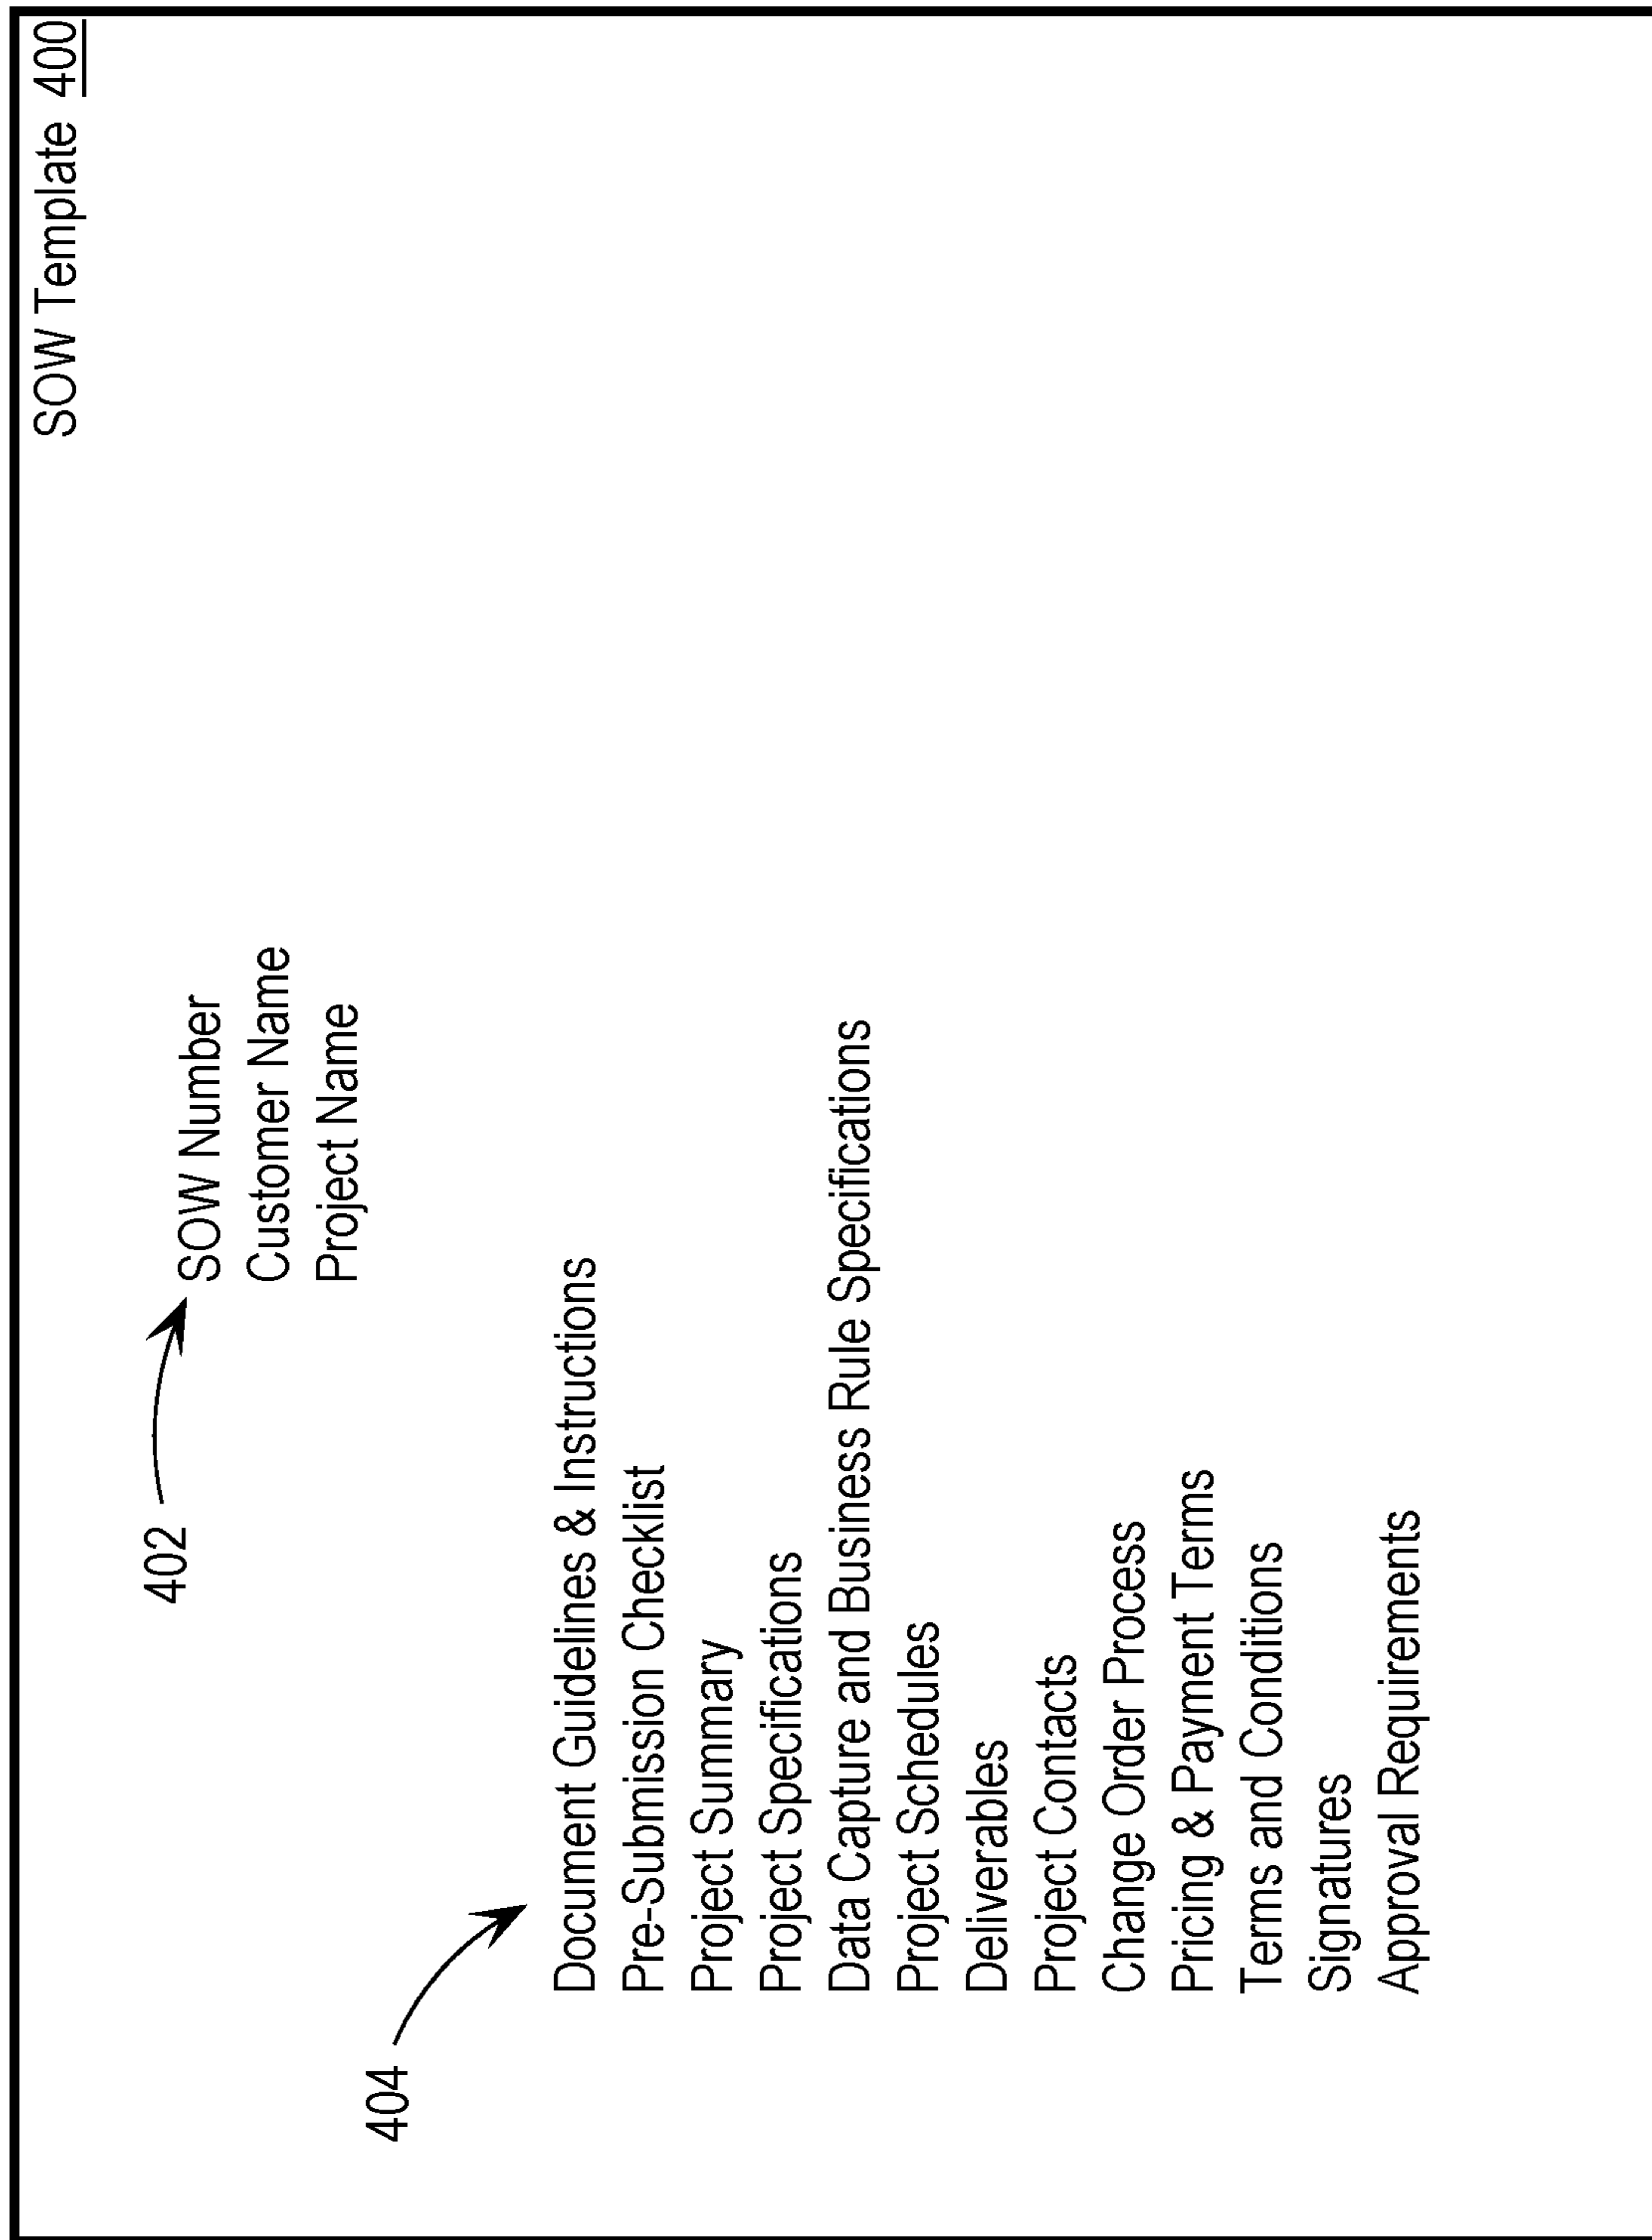 SOW Template 400
402
SOW Number
Customer Name
Project Name
404
Document Guidelines & Instructions
Pre-Submission Checklist
Project Summary
Project Specifications
Data Capture and Business Rule Specifications
Project Schedules
Deliverables
Project Contacts
Change Order Process
Pricing & Payment Terms
Terms and Conditions
Signatures
Approval Requirements